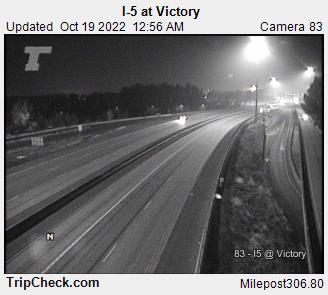 I-5 at Victory
Updated Oct 19 2022 12:56 AM Camera 83
T
N
83 - I5 @ Victory
TripCheck.com Milepost306.80